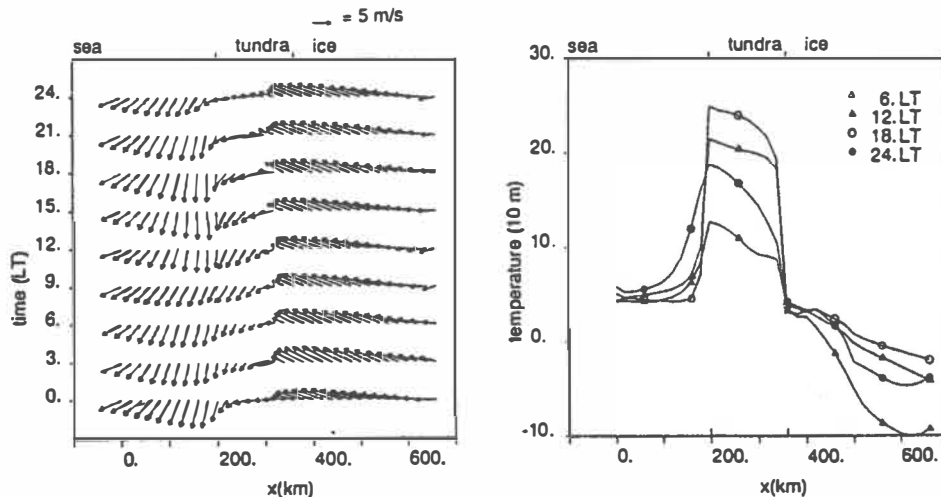 → = 5 m/s
sea tundra ice
24.
21.
18.
15.
12.
9.
6.
3.
0.
time (LT)
0. 200. 400. 600.
x(km)
sea tundra ice
30.
20.
10.
0.0
-10.
temperature (10 m)
6.LT
12.LT
18.LT
24.LT
0. 200. 400. 600.
x(km)